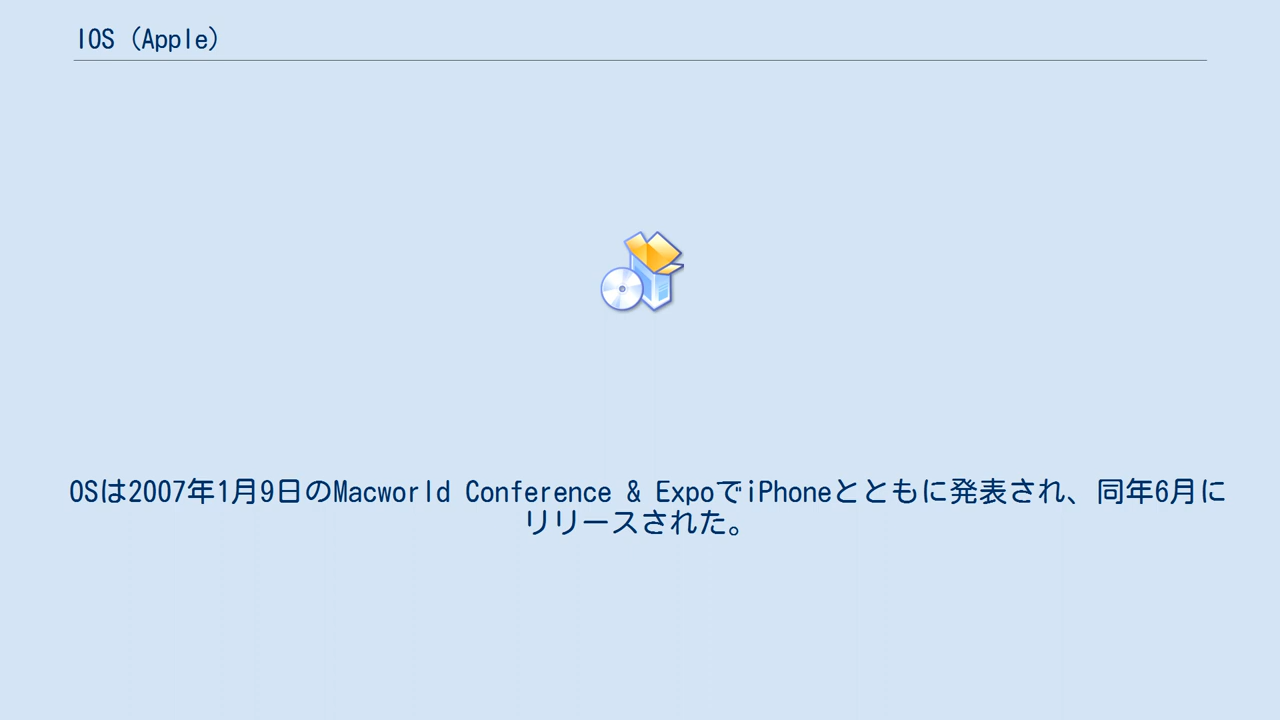 IOS (Apple)
OSは2007年1月9日のMacworld Conference & ExpoでiPhoneとともに発表され、同年6月に
リリースされた。